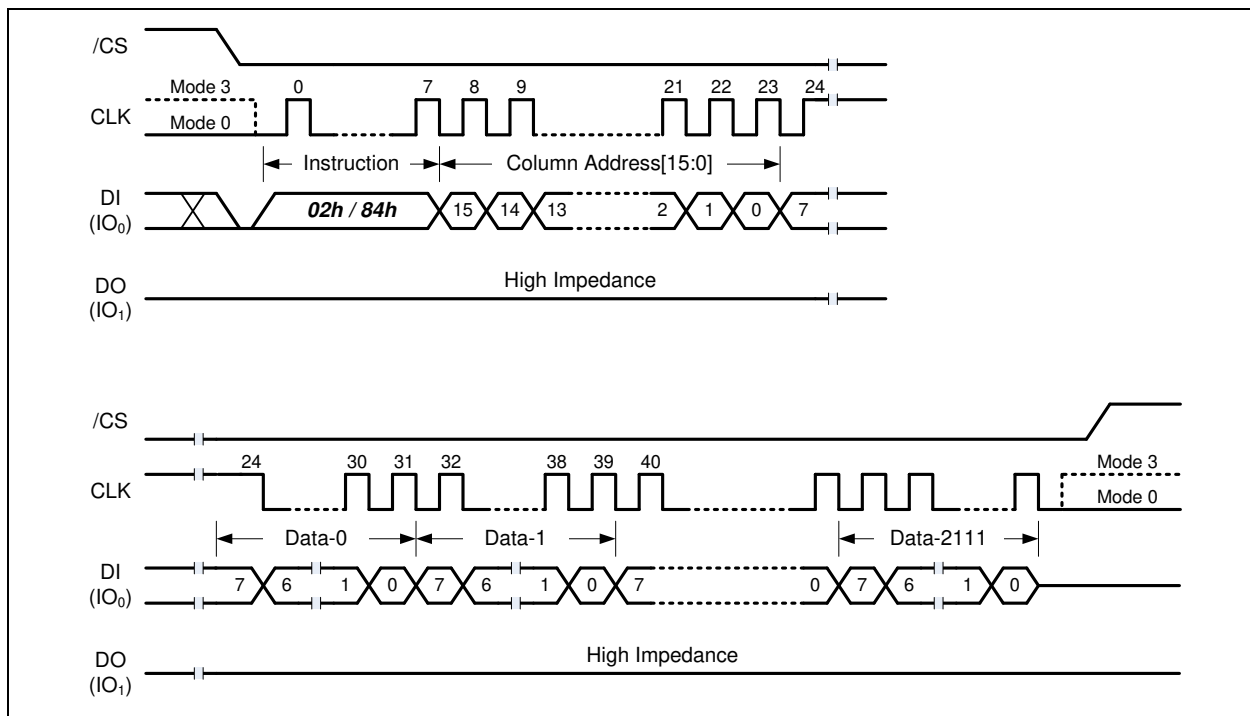 /CS
Mode 3 0 7 8 9 21 22 23 24
CLK
Mode 0
Instruction Column Address[15:0]
DI
(IO0) 02h / 84h 15 14 13 2 1 0 7
High Impedance
DO
(IO1)
/CS
24 30 31 32 38 39 40 Mode 3
CLK
Mode 0
Data-0 Data-1 Data-2111
DI
(IO0) 7 6 1 0 7 6 1 0 7 0 7 6 1 0
High Impedance
DO
(IO1)